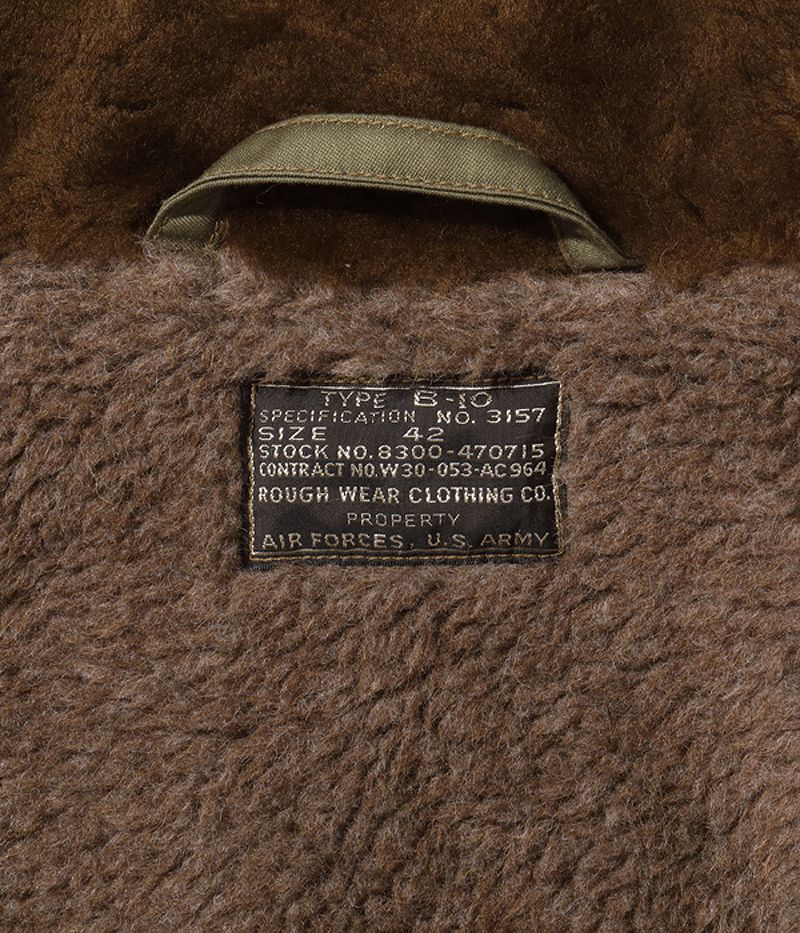 TYPE B-10
SPECIFICATION NO. 3157
SIZE 42
STOCK NO. 8300-470715
CONTRACT NO. W30-053-AC964
ROUGH WEAR CLOTHING CO.
PROPERTY
AIR FORCES, U.S. ARMY